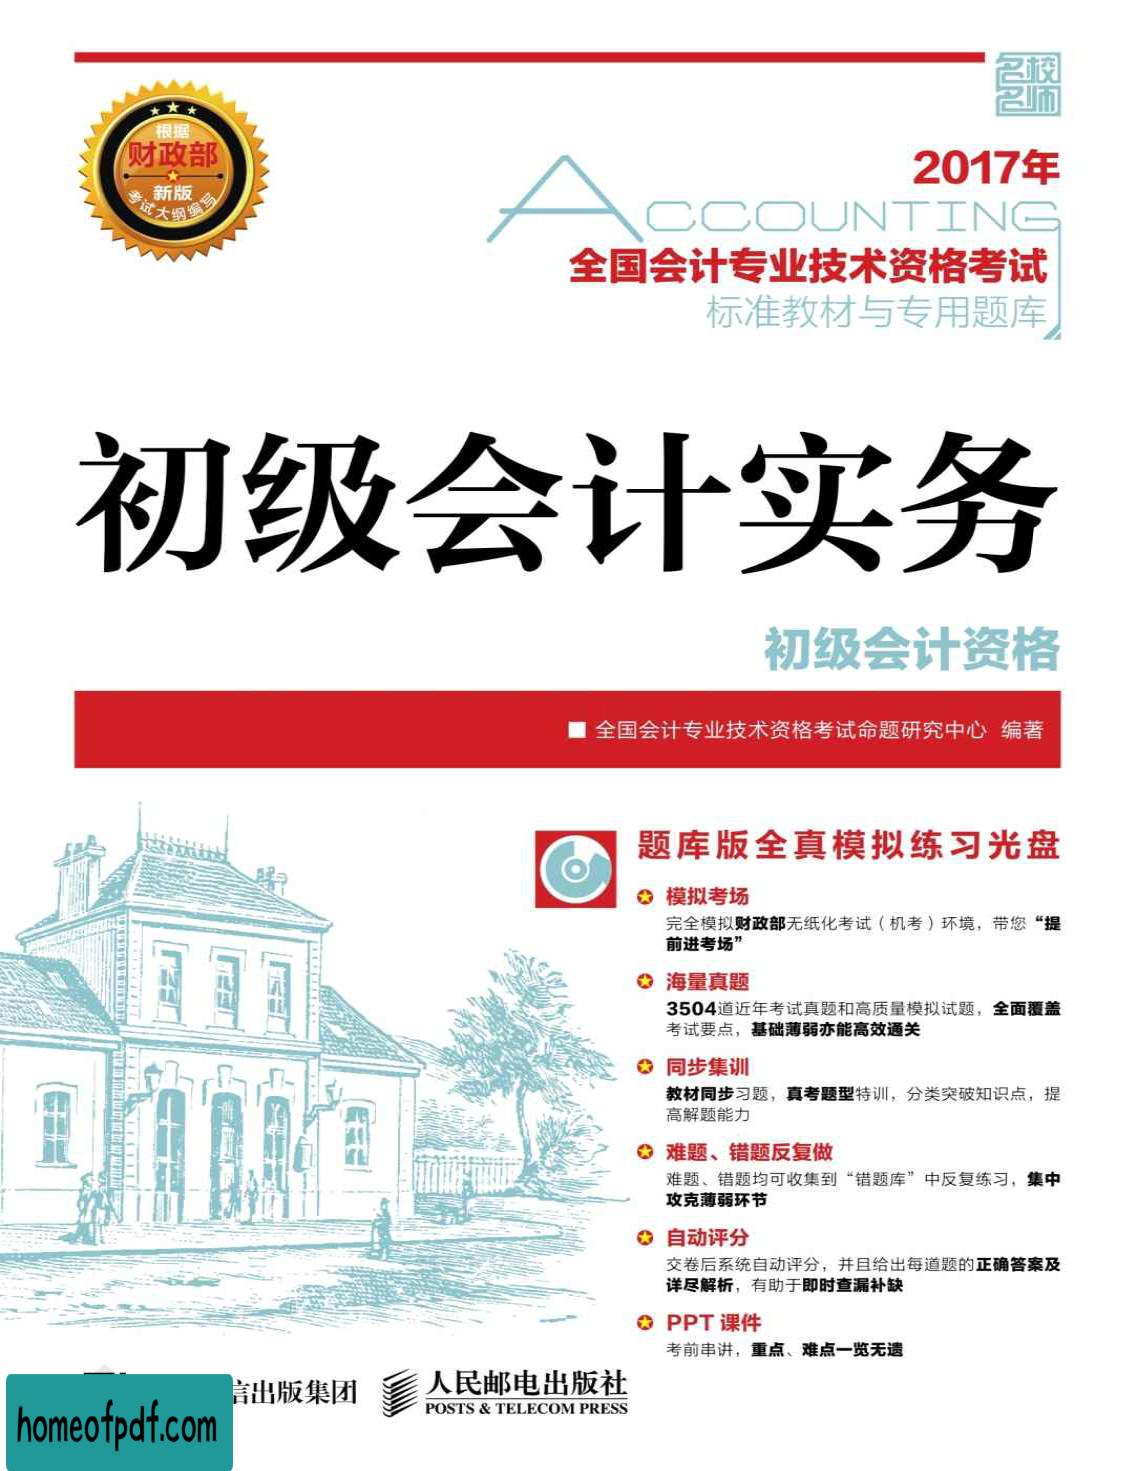 名校
名师
根据
财政部
新版
考试大纲编写
2017年
ACCOUNTING
全国会计专业技术资格考试
标准教材与专用题库
初级会计实务
初级会计资格
全国会计专业技术资格考试命题研究中心 编著
题库版全真模拟练习光盘
模拟考场
完全模拟财政部无纸化考试（机考）环境，带您“提
前进考场”
海量真题
3504道近年考试真题和高质量模拟试题，全面覆盖
考试要点，基础薄弱亦能高效通关
同步集训
教材同步习题，真考题型特训，分类突破知识点，提
高解题能力
难题、错题反复做
难题、错题均可收集到“错题库”中反复练习，集中
攻克薄弱环节
自动评分
交卷后系统自动评分，并且给出每道题的正确答案及
详尽解析，有助于即时查漏补缺
PPT 课件
考前串讲，重点、难点一览无遗
信出版集团
人民邮电出版社
POSTS & TELECOM PRESS
homeofpdf.com